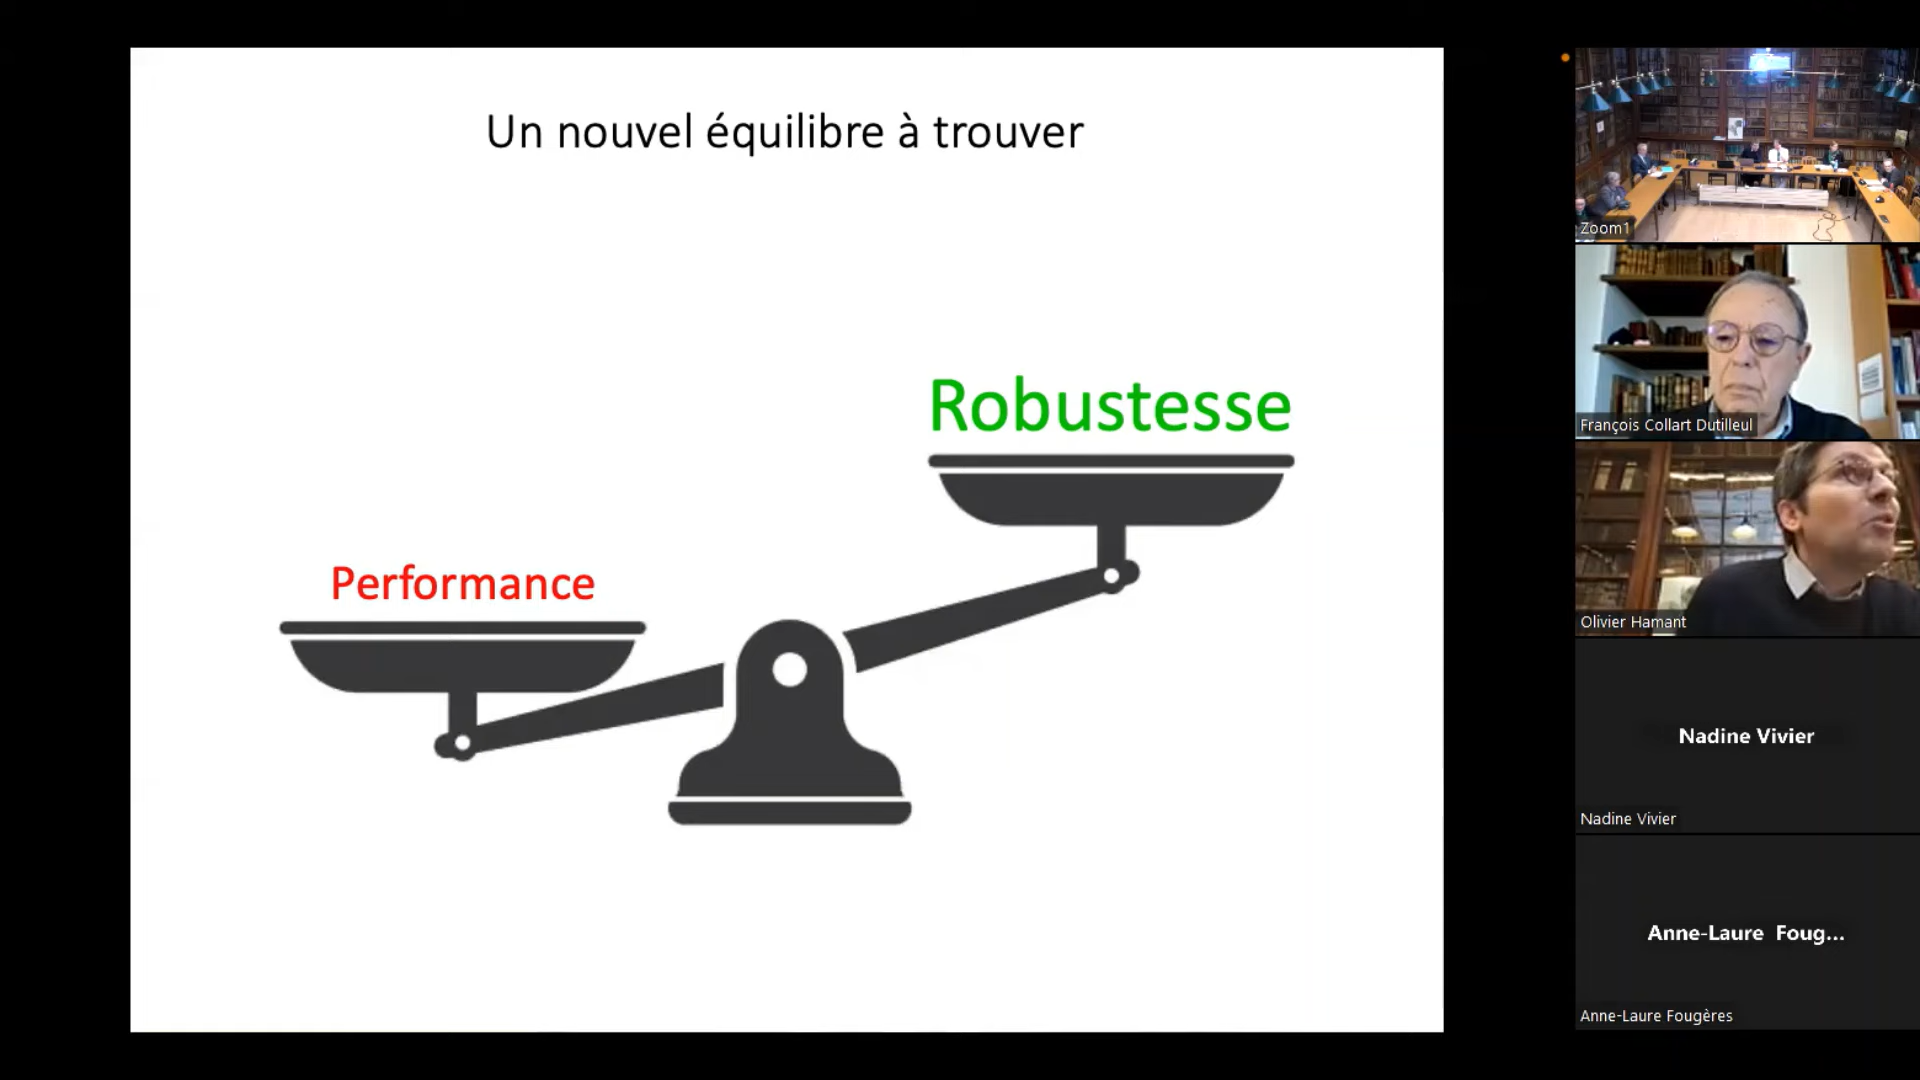 Un nouvel équilibre à trouver
Robustesse
Performance
Zoom1
François Collart Dutilleul
Olivier Hamant
Nadine Vivier
Nadine Vivier
Anne-Laure Foug...
Anne-Laure Fougères